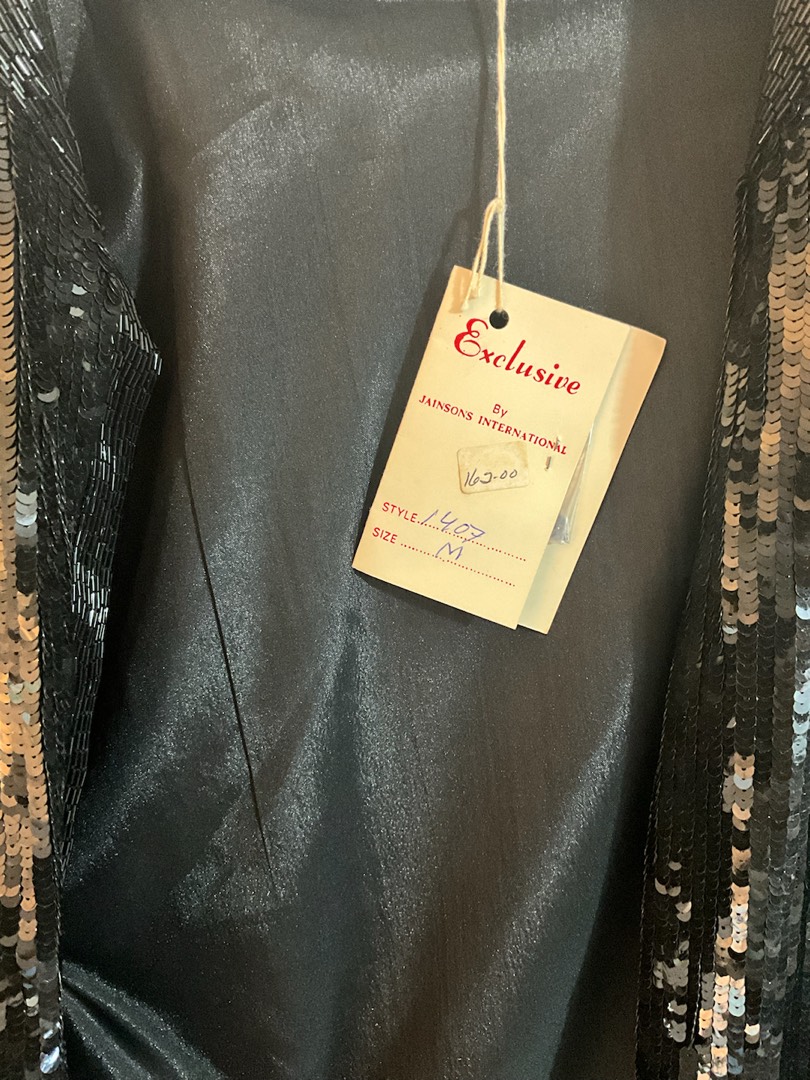 Exclusive
By
JAINSONS INTERNATIONAL
162-00
STYLE 1407
SIZE M